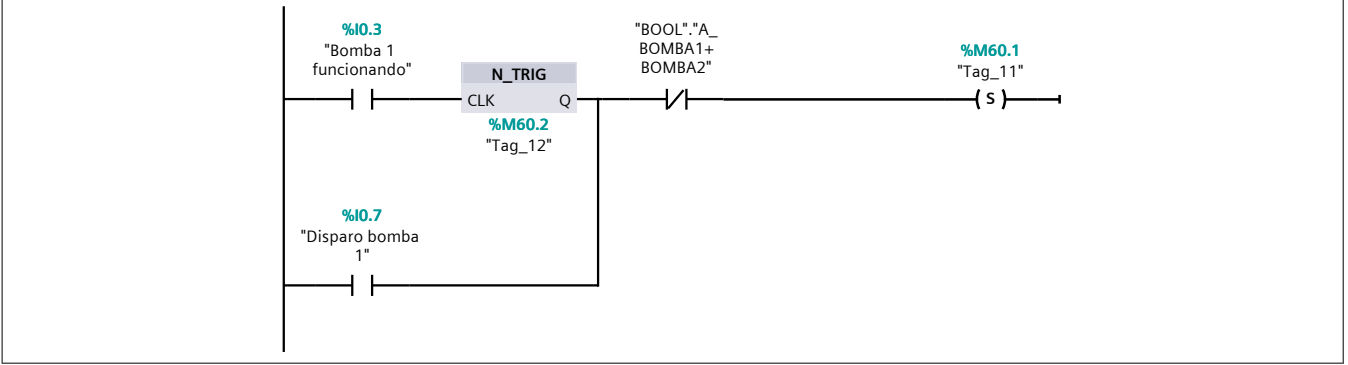 %I0.3
"Bomba 1
funcionando"
N_TRIG
CLK Q
%M60.2
"Tag_12"
"BOOL"."A_
BOMBA1+
BOMBA2"
%M60.1
"Tag_11"
S
%I0.7
"Disparo bomba
1"